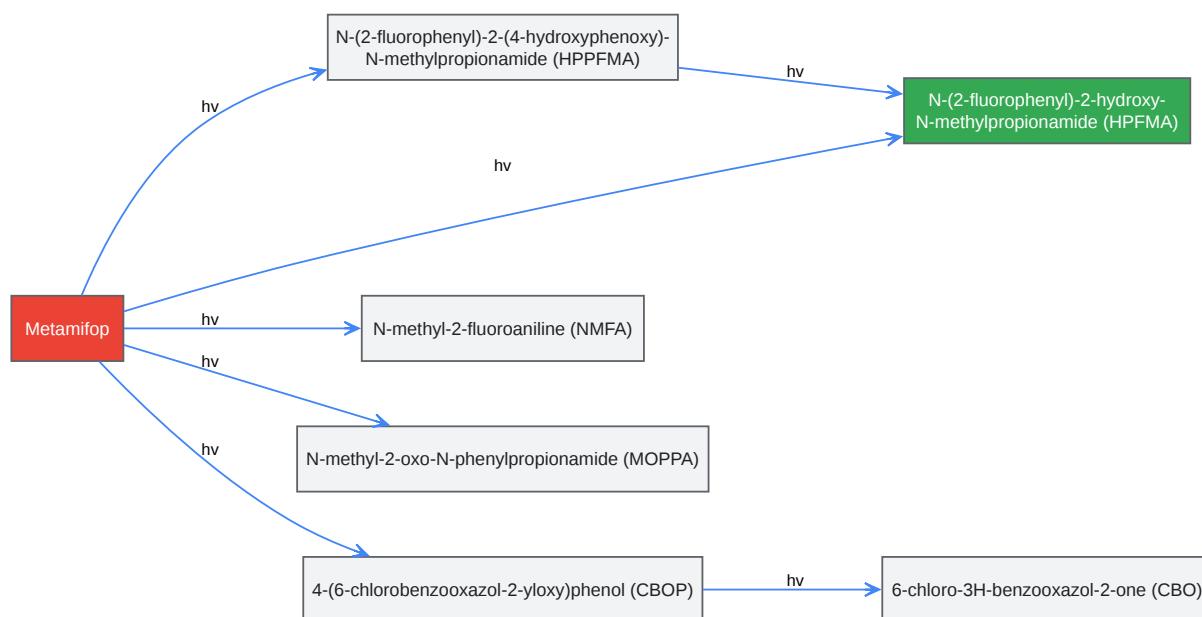 N-(2-fluorophenyl)-2-(4-hydroxyphenoxy)-
N-methylpropionamide (HPPFMA)
hv
N-(2-fluorophenyl)-2-hydroxy-
N-methylpropionamide (HPFMA)
hv
hv
Metamifop
hv
N-methyl-2-fluoroaniline (NMFA)
hv
N-methyl-2-oxo-N-phenylpropionamide (MOPPA)
hv
4-(6-chlorobenzooxazol-2-yloxy)phenol (CBOP)
hv
6-chloro-3H-benzooxazol-2-one (CBO)